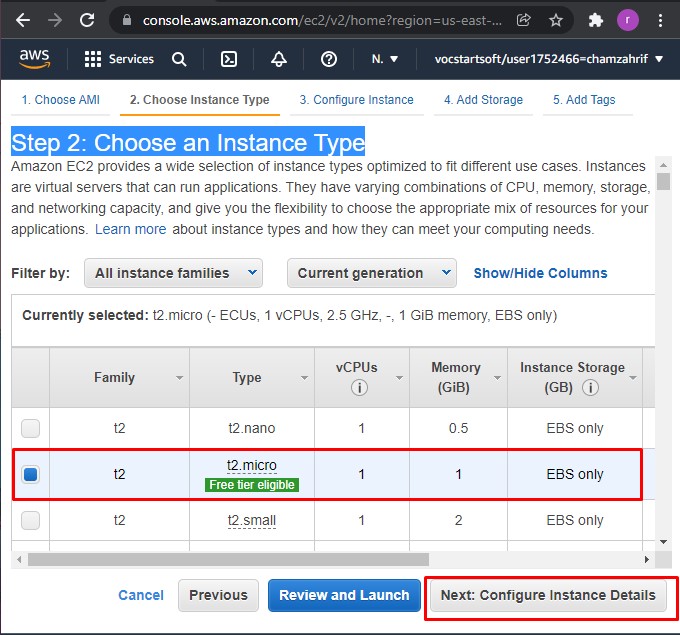 console.aws.amazon.com/ec2/v2/home?region=us-east-...
r
aws
Services
N.
vocstartsoft/user1752466=chamzahrif
1. Choose AMI
2. Choose Instance Type
3. Configure Instance
4. Add Storage
5. Add Tags
Step 2: Choose an Instance Type
Amazon EC2 provides a wide selection of instance types optimized to fit different use cases. Instances
are virtual servers that can run applications. They have varying combinations of CPU, memory, storage,
and networking capacity, and give you the flexibility to choose the appropriate mix of resources for your
applications. Learn more about instance types and how they can meet your computing needs.
Filter by: All instance families Current generation Show/Hide Columns
Currently selected: t2.micro (- ECUs, 1 vCPUs, 2.5 GHz, -, 1 GiB memory, EBS only)
Family Type vCPUs Memory (GiB) Instance Storage (GB)
t2 t2.nano 1 0.5 EBS only
t2 t2.micro Free tier eligible 1 1 EBS only
t2 t2.small 1 2 EBS only
Cancel Previous Review and Launch Next: Configure Instance Details